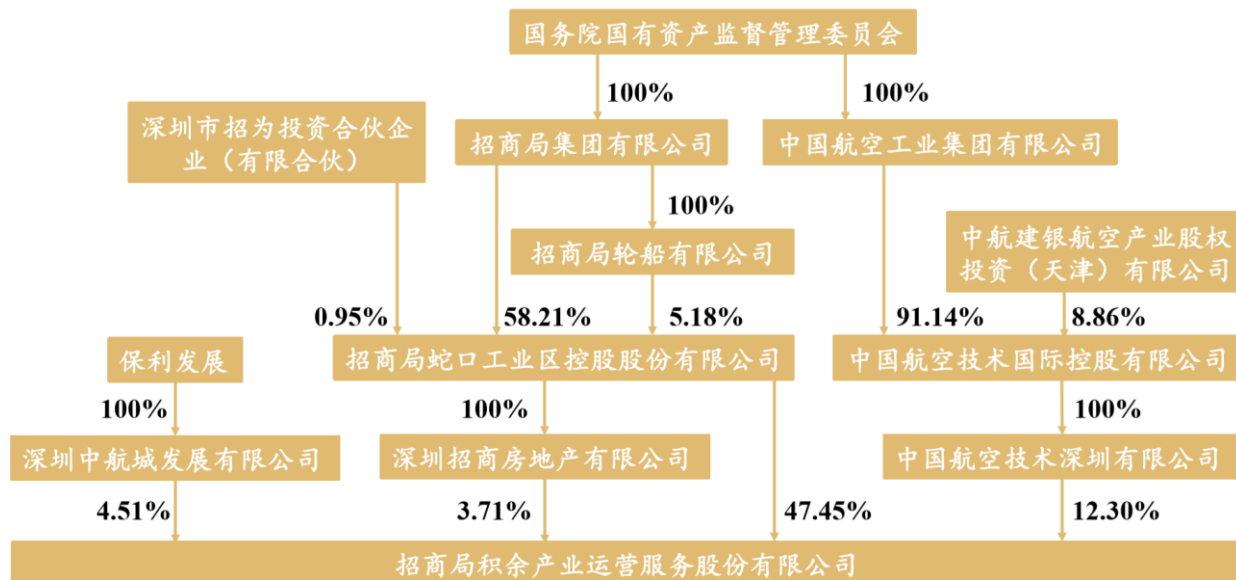 国务院国有资产监督管理委员会
100%
100%
深圳市招为投资合伙企
业（有限合伙）
招商局集团有限公司
中国航空工业集团有限公司
100%
招商局轮船有限公司
中航建银航空产业股权
投资（天津）有限公司
0.95%
58.21%
5.18%
91.14%
8.86%
保利发展
招商局蛇口工业区控股股份有限公司
中国航空技术国际控股有限公司
100%
100%
100%
深圳中航城发展有限公司
深圳招商房地产有限公司
中国航空技术深圳有限公司
4.51%
3.71%
47.45%
12.30%
招商局积余产业运营服务股份有限公司